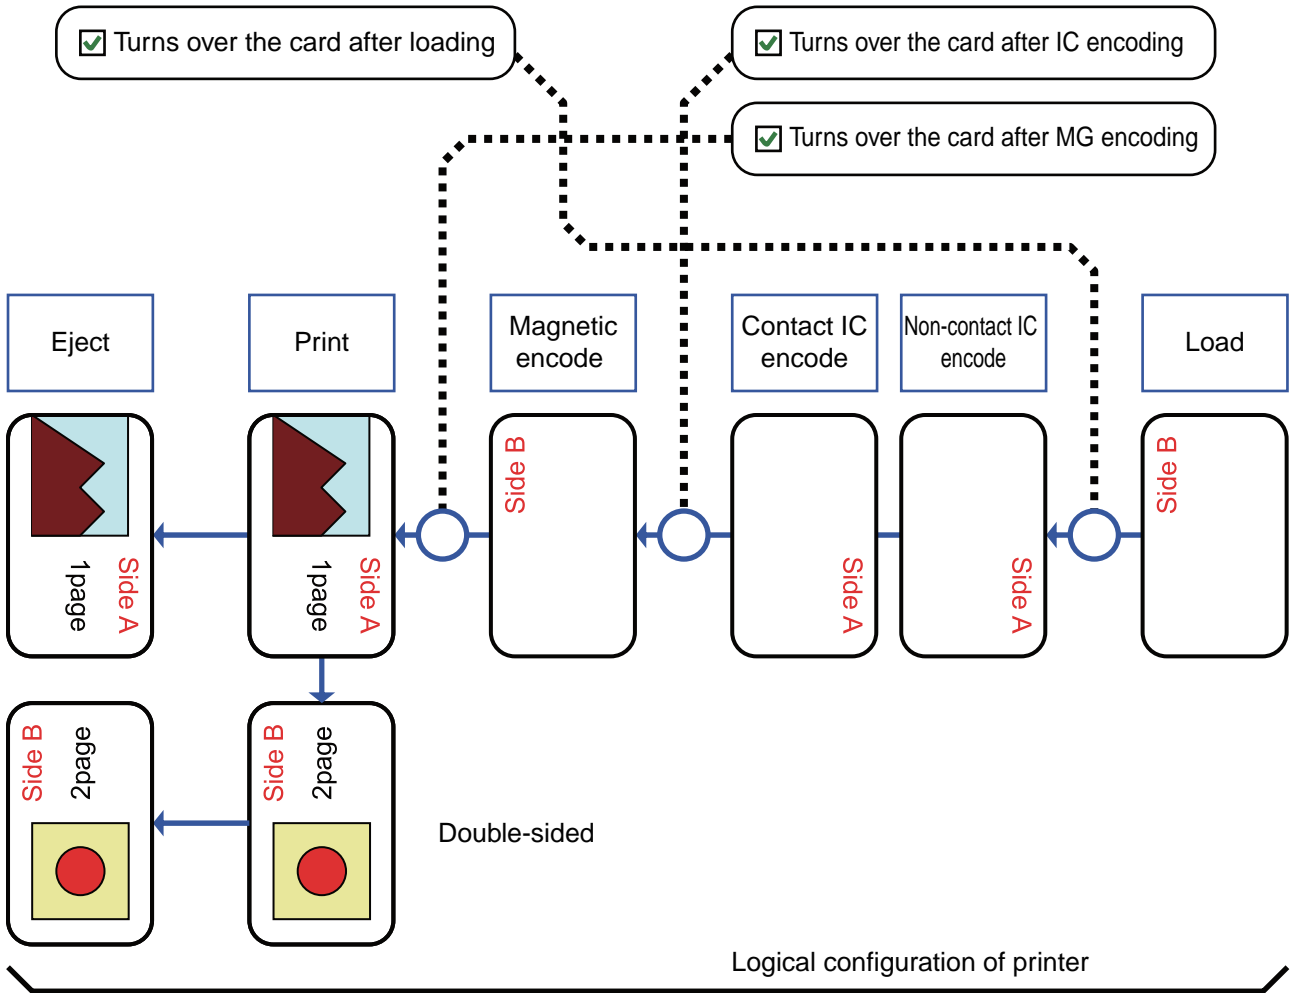 Turns over the card after loading
Turns over the card after IC encoding
Turns over the card after MG encoding
Eject
Print
Magnetic
encode
Contact IC
encode
Non-contact IC
encode
Load
1page
Side A
1page
Side A
Side B
Side A
Side A
Side B
Side B
2page
Side B
2page
Double-sided
Logical configuration of printer